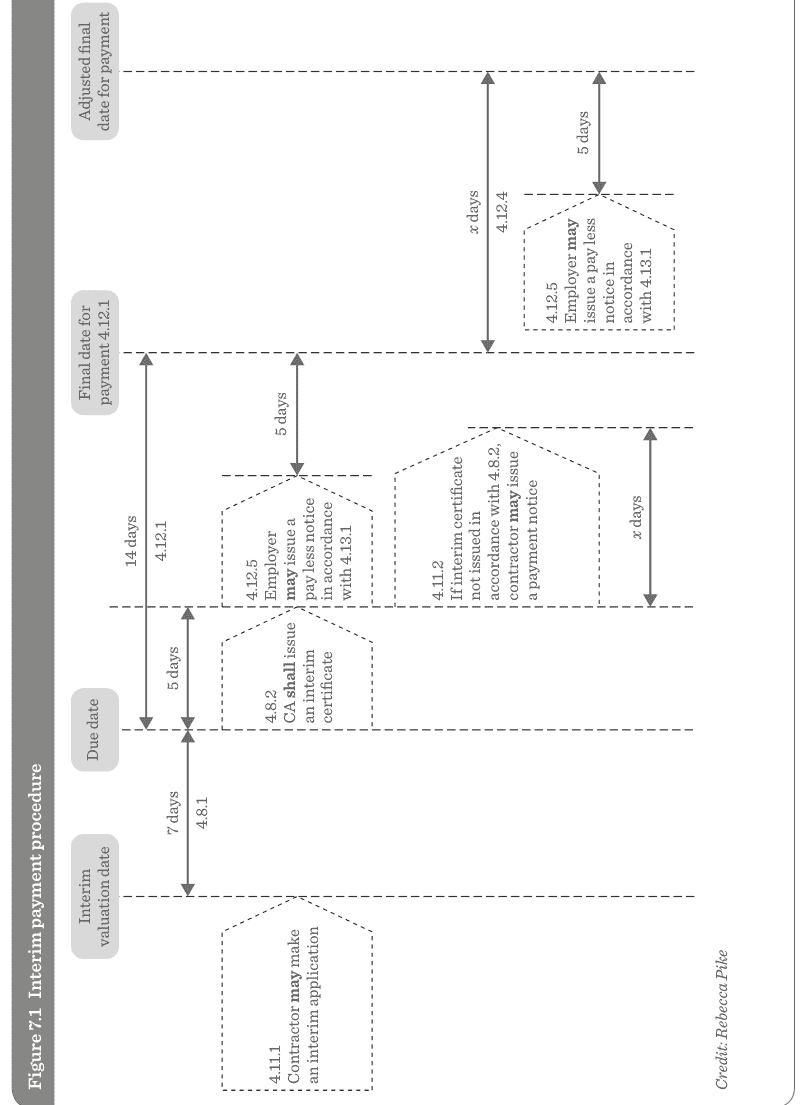 Figure 7.1 Interim payment procedure
Interim
valuation date
Due date
Final date for
payment 4.12.1
Adjusted final
date for payment
14 days
4.12.1
7 days
4.8.1
5 days
4.11.1
Contractor may make
an interim application
4.8.2
CA shall issue
an interim
certificate
4.12.5
Employer
may issue a
pay less notice
in accordance
with 4.13.1
5 days
4.11.2
If interim certificate
not issued in
accordance with 4.8.2,
contractor may issue
a payment notice
x days
x days
4.12.4
4.12.5
Employer may
issue a pay less
notice in
accordance
with 4.13.1
5 days
Credit: Rebecca Pike